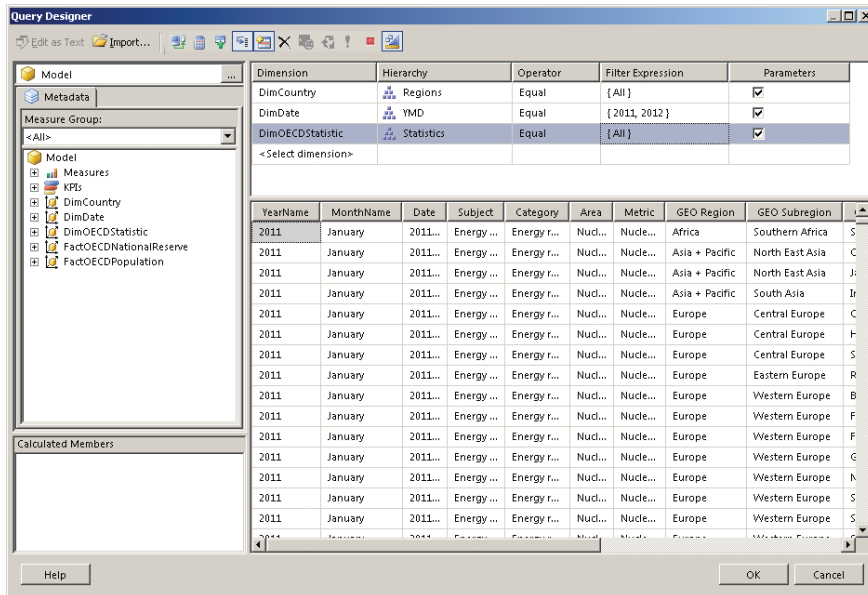 Query Designer
Edit as Text Import...
Model ...
Metadata
Measure Group:
<All>
Model
Measures
KPIs
DimCountry
DimDate
DimOECDStatistic
FactOECDNationalReserve
FactOECDPopulation
Calculated Members
Dimension Hierarchy Operator Filter Expression Parameters
DimCountry Regions Equal { All }
DimDate YMD Equal { 2011, 2012 }
DimOECDStatistic Statistics Equal { All }
<Select dimension>
YearName MonthName Date Subject Category Area Metric GEO Region GEO Subregion
2011 January 2011... Energy ... Energy r... Nucl... Nucle... Africa Southern Africa S
2011 January 2011... Energy ... Energy r... Nucl... Nucle... Asia + Pacific North East Asia C
2011 January 2011... Energy ... Energy r... Nucl... Nucle... Asia + Pacific North East Asia Ja
2011 January 2011... Energy ... Energy r... Nucl... Nucle... Asia + Pacific South Asia In
2011 January 2011... Energy ... Energy r... Nucl... Nucle... Europe Central Europe C
2011 January 2011... Energy ... Energy r... Nucl... Nucle... Europe Central Europe H
2011 January 2011... Energy ... Energy r... Nucl... Nucle... Europe Central Europe S
2011 January 2011... Energy ... Energy r... Nucl... Nucle... Europe Eastern Europe R
2011 January 2011... Energy ... Energy r... Nucl... Nucle... Europe Western Europe B
2011 January 2011... Energy ... Energy r... Nucl... Nucle... Europe Western Europe F
2011 January 2011... Energy ... Energy r... Nucl... Nucle... Europe Western Europe F
2011 January 2011... Energy ... Energy r... Nucl... Nucle... Europe Western Europe G
2011 January 2011... Energy ... Energy r... Nucl... Nucle... Europe Western Europe N
2011 January 2011... Energy ... Energy r... Nucl... Nucle... Europe Western Europe S
2011 January 2011... Energy ... Energy r... Nucl... Nucle... Europe Western Europe S
Help OK Cancel